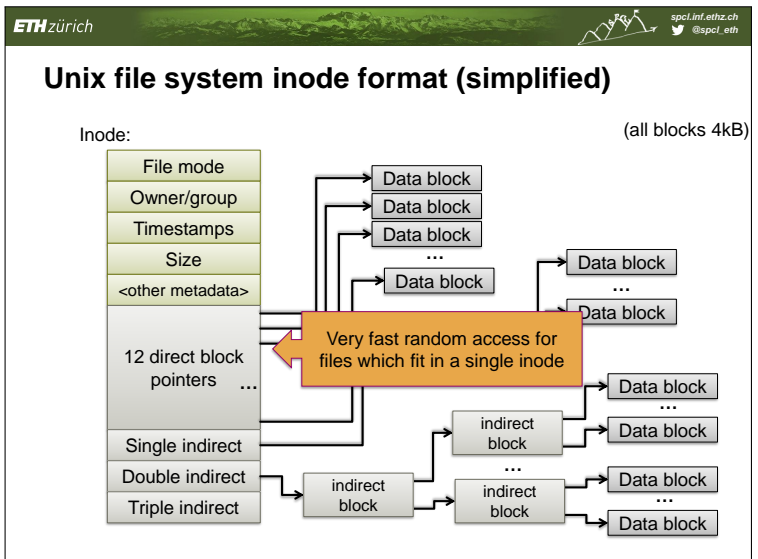 ETH zürich
spcl.inf.ethz.ch
@spcl_eth
Unix file system inode format (simplified)
Inode:
(all blocks 4kB)
File mode
Owner/group
Timestamps
Size
<other metadata>
12 direct block
pointers ...
Single indirect
Double indirect
Triple indirect
Data block
Data block
Data block
...
Data block
Data block
...
Data block
Very fast random access for
files which fit in a single inode
indirect
block
indirect
block
...
indirect
block
Data block
...
Data block
Data block
...
Data block